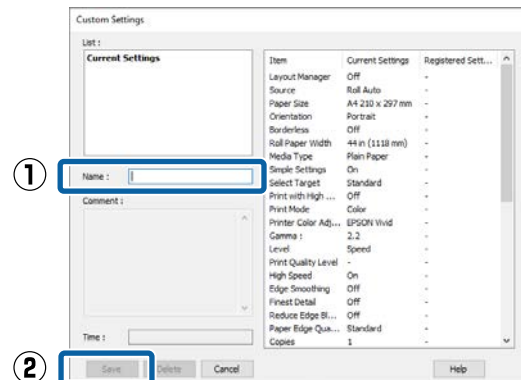 Custom Settings
List :
Current Settings
① Name :
Comment :
Time :
② Save Delete Cancel Help
Item Current Settings Registered Sett...
Layout Manager Off -
Source Roll Auto -
Paper Size A4 210 x 297 mm -
Orientation Portrait -
Borderless Off -
Roll Paper Width 44 in (1118 mm) -
Media Type Plain Paper -
Simple Settings On -
Select Target Standard -
Print with High ... Off -
Print Mode Color -
Printer Color Adj... EPSON Vivid -
Gamma : 2.2 -
Level Speed -
Print Quality Level - -
High Speed On -
Edge Smoothing Off -
Finest Detail Off -
Reduce Edge Bl... Off -
Paper Edge Qua... Standard -
Copies 1 -